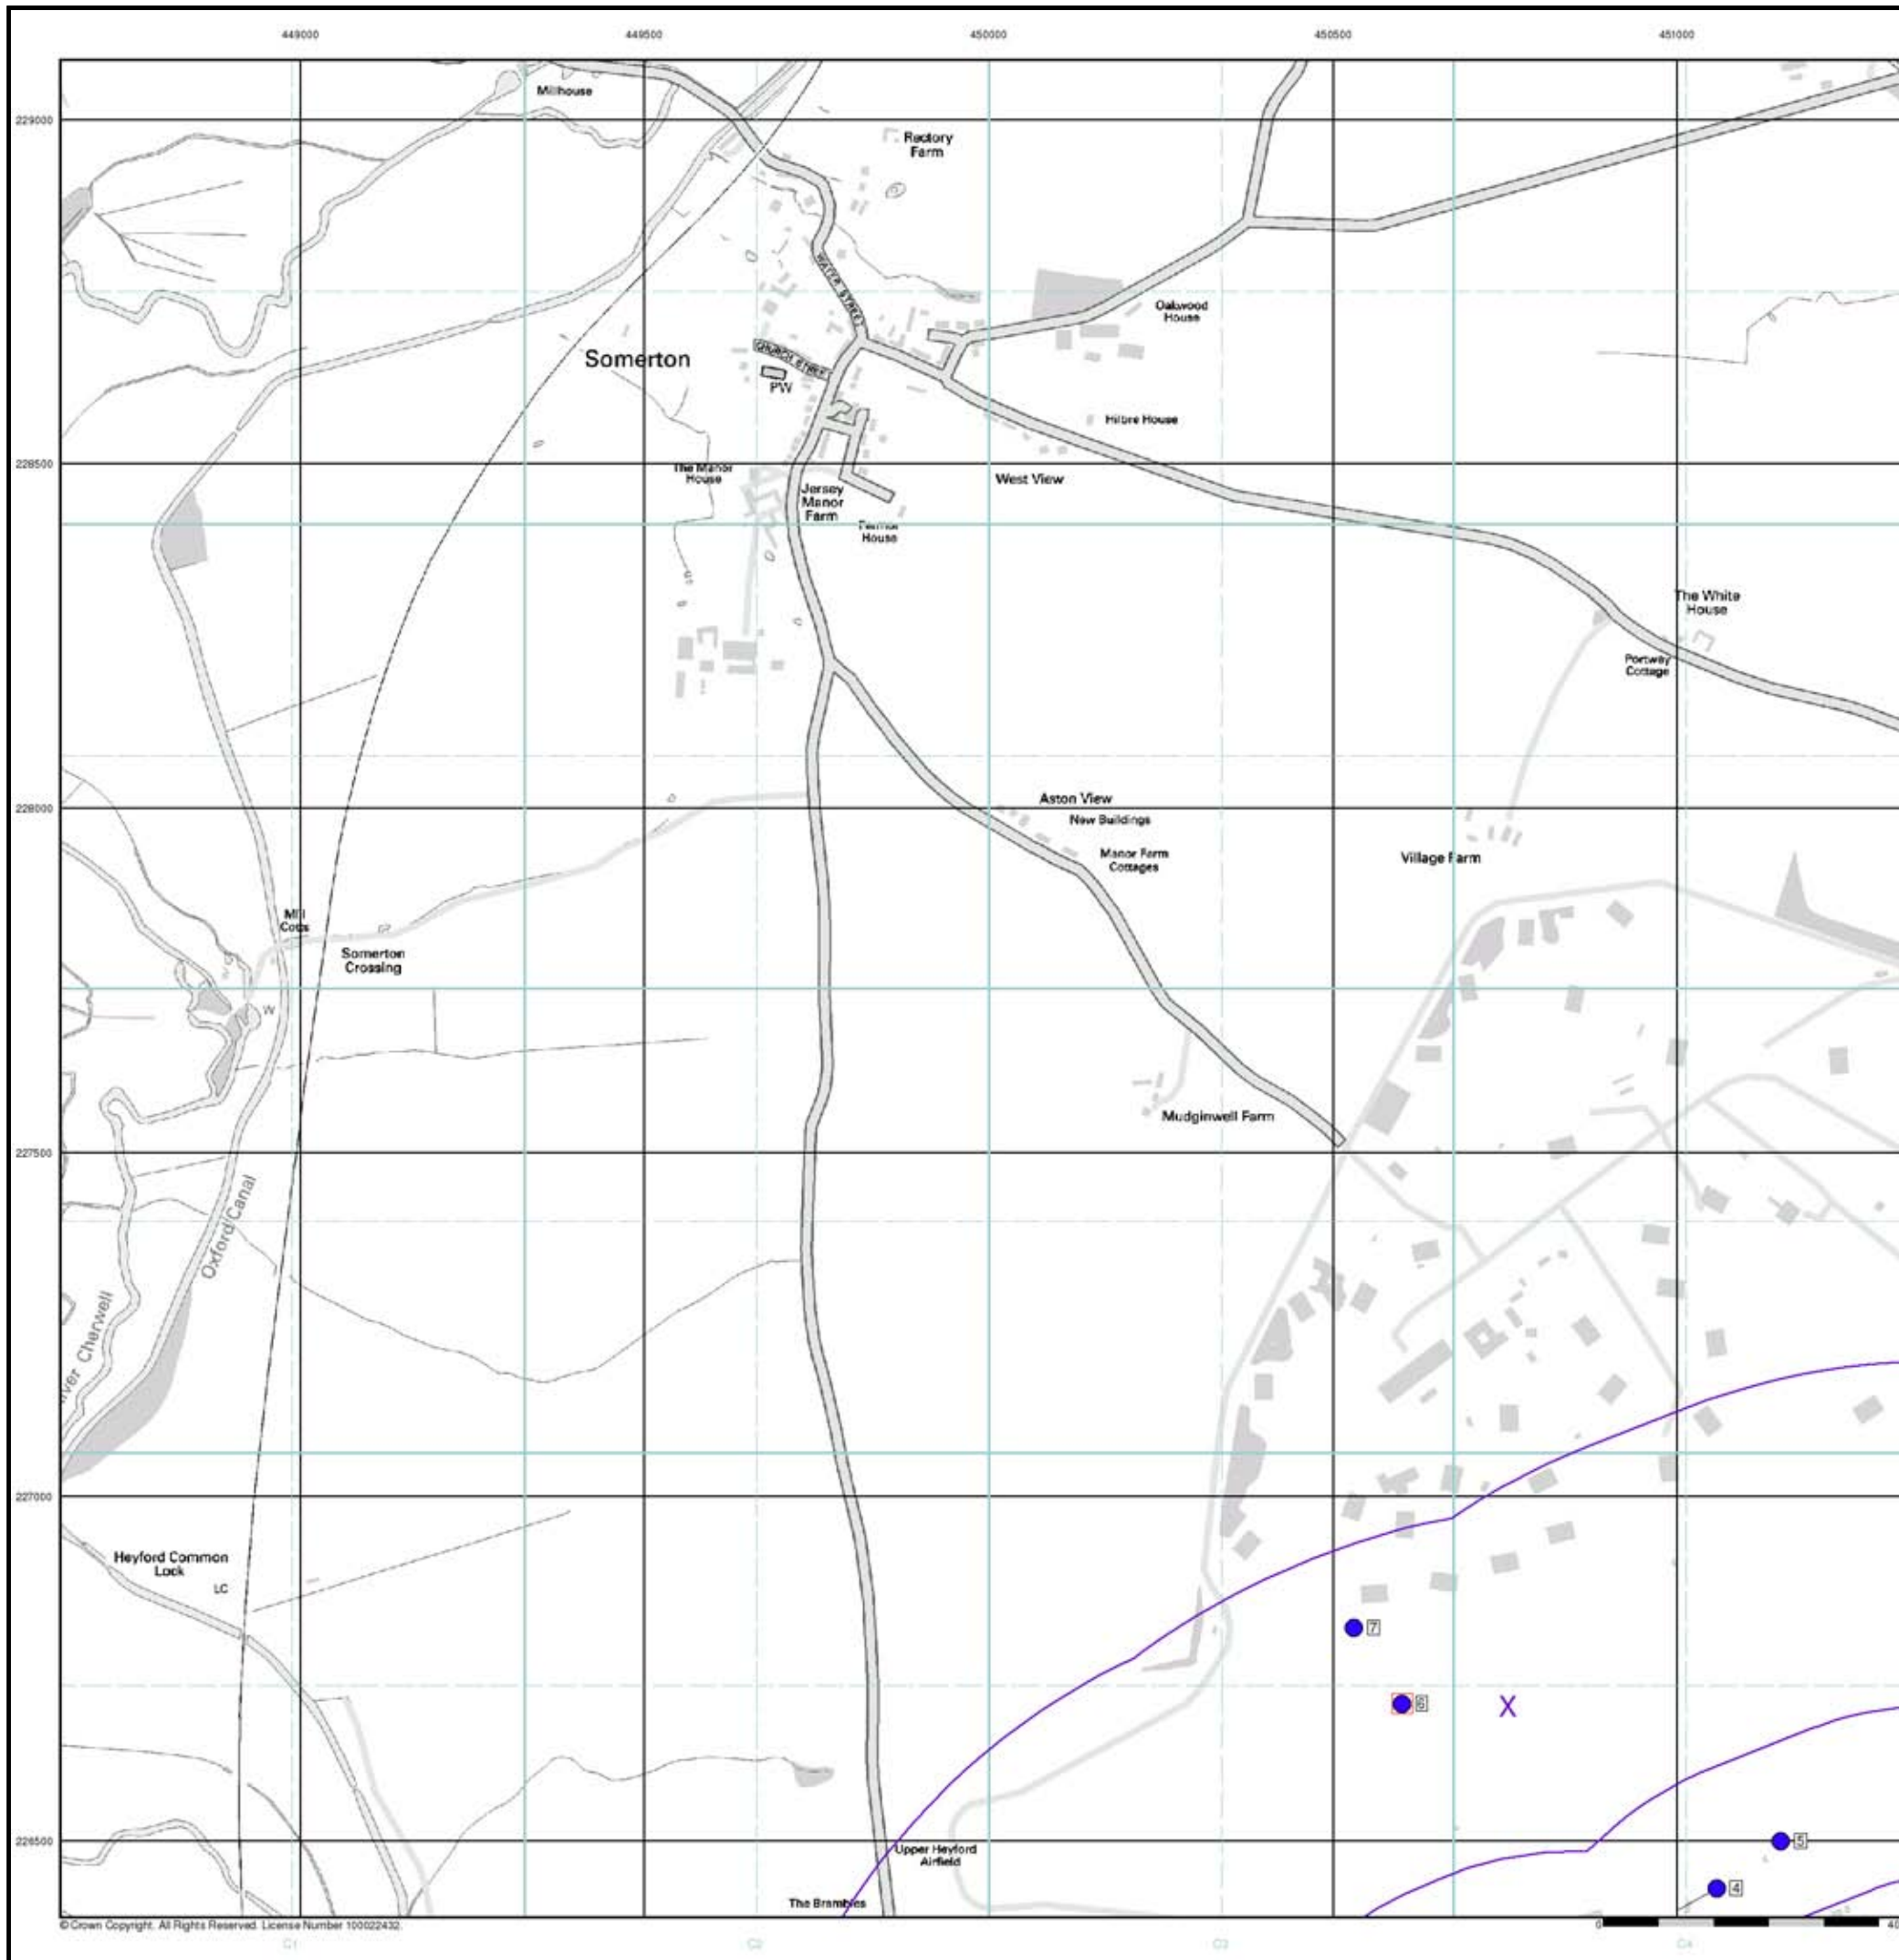 449000 449500 450000 450500 451000
229000
Millhouse
Rectory
Farm
WATER STREET
Oakwood
House
Somerton
CHURCH STREET
PW
Hilbre House
228500
The Manor
House
West View
Jersey
Manor
Farm
Fermor
House
The White
House
Portway
Cottage
228000
Aston View
New Buildings
Manor Farm
Cottages
Village Farm
Mill
Cotts
Somerton
Crossing
W
Mudginwell Farm
227500
Oxford Canal
River Cherwell
227000
Heyford Common
Lock
LC
7
6
X
226500
5
Upper Heyford
Airfield
4
The Brambles
© Crown Copyright. All Rights Reserved. License Number 100022432.
0 40
C1 C2 C3 C4